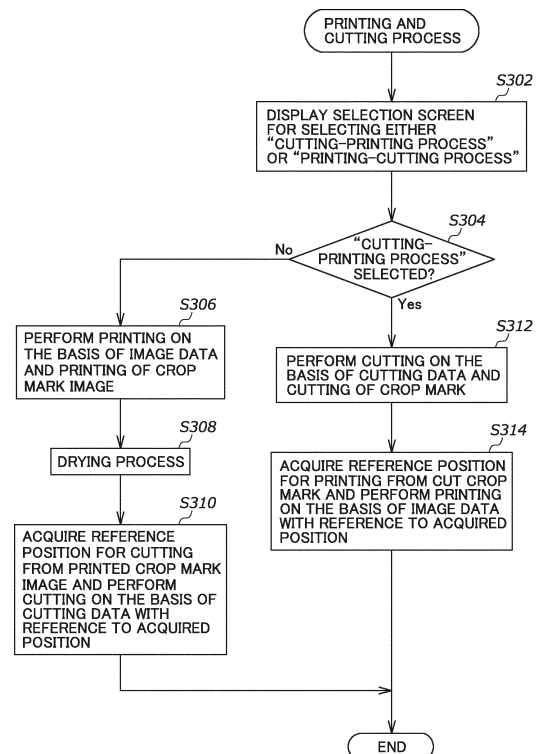 PRINTING AND
CUTTING PROCESS
S302
DISPLAY SELECTION SCREEN
FOR SELECTING EITHER
“CUTTING-PRINTING PROCESS”
OR “PRINTING-CUTTING PROCESS”
S304
“CUTTING-
PRINTING PROCESS”
SELECTED?
No
Yes
S306
PERFORM PRINTING ON
THE BASIS OF IMAGE DATA
AND PRINTING OF CROP
MARK IMAGE
S308
DRYING PROCESS
S310
ACQUIRE REFERENCE
POSITION FOR CUTTING
FROM PRINTED CROP MARK
IMAGE AND PERFORM
CUTTING ON THE BASIS OF
CUTTING DATA WITH
REFERENCE TO ACQUIRED
POSITION
S312
PERFORM CUTTING ON THE
BASIS OF CUTTING DATA AND
CUTTING OF CROP MARK
S314
ACQUIRE REFERENCE POSITION
FOR PRINTING FROM CUT CROP
MARK AND PERFORM PRINTING
ON THE BASIS OF IMAGE DATA
WITH REFERENCE TO ACQUIRED
POSITION
END